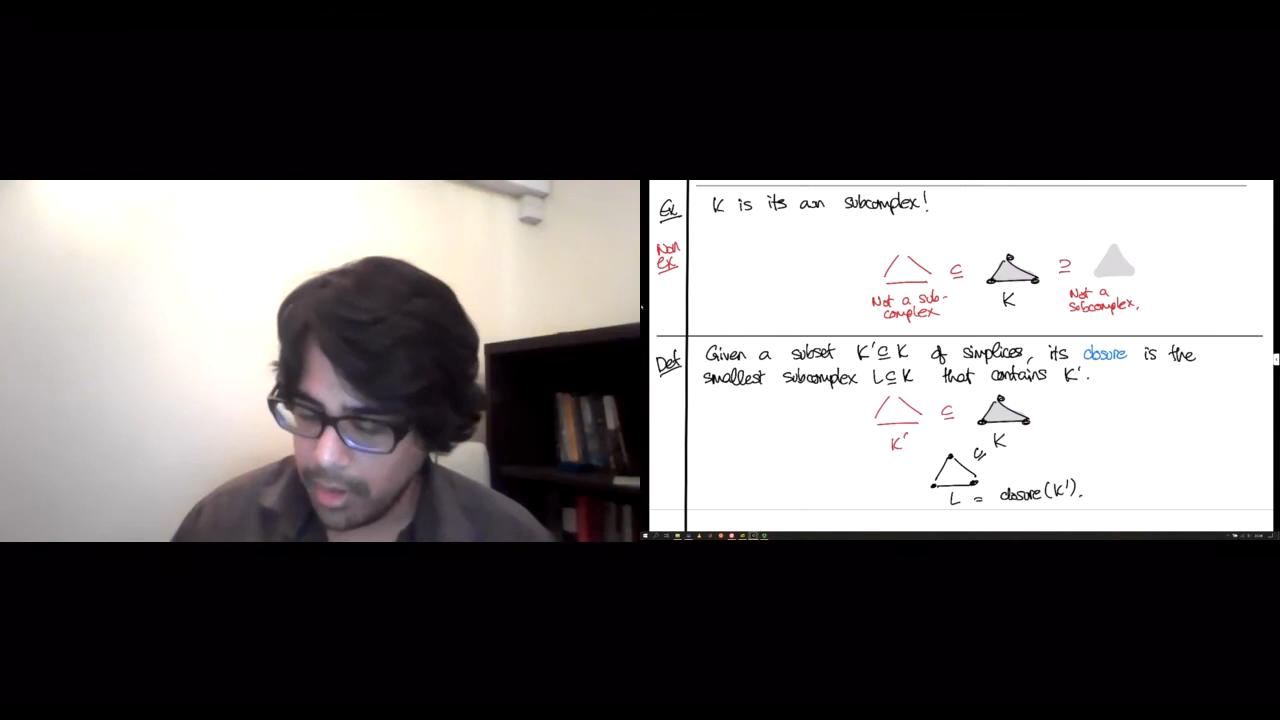 Ex K is its own subcomplex!
Non ex
⊆ K ⊇
Not a sub-complex
Not a subcomplex.
Def Given a subset K' ⊆ K of simplices, its closure is the
smallest subcomplex L ⊆ K that contains K'.
⊆
K' K
⊆
L = closure(K').